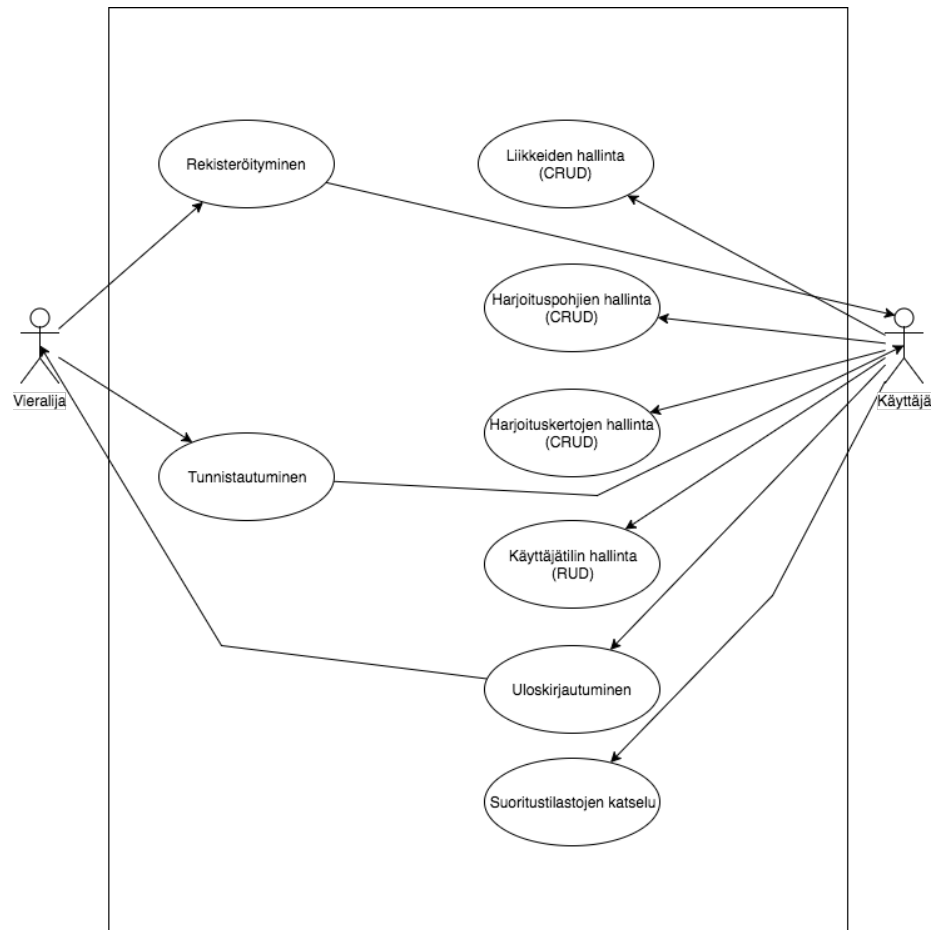 Rekisteröityminen
Liikkeiden hallinta
(CRUD)
Harjoituspohjien hallinta
(CRUD)
Vieralija
Käyttäjä
Harjoituskertojen hallinta
(CRUD)
Tunnistautuminen
Käyttäjätilin hallinta
(RUD)
Uloskirjautuminen
Suoritustilastojen katselu